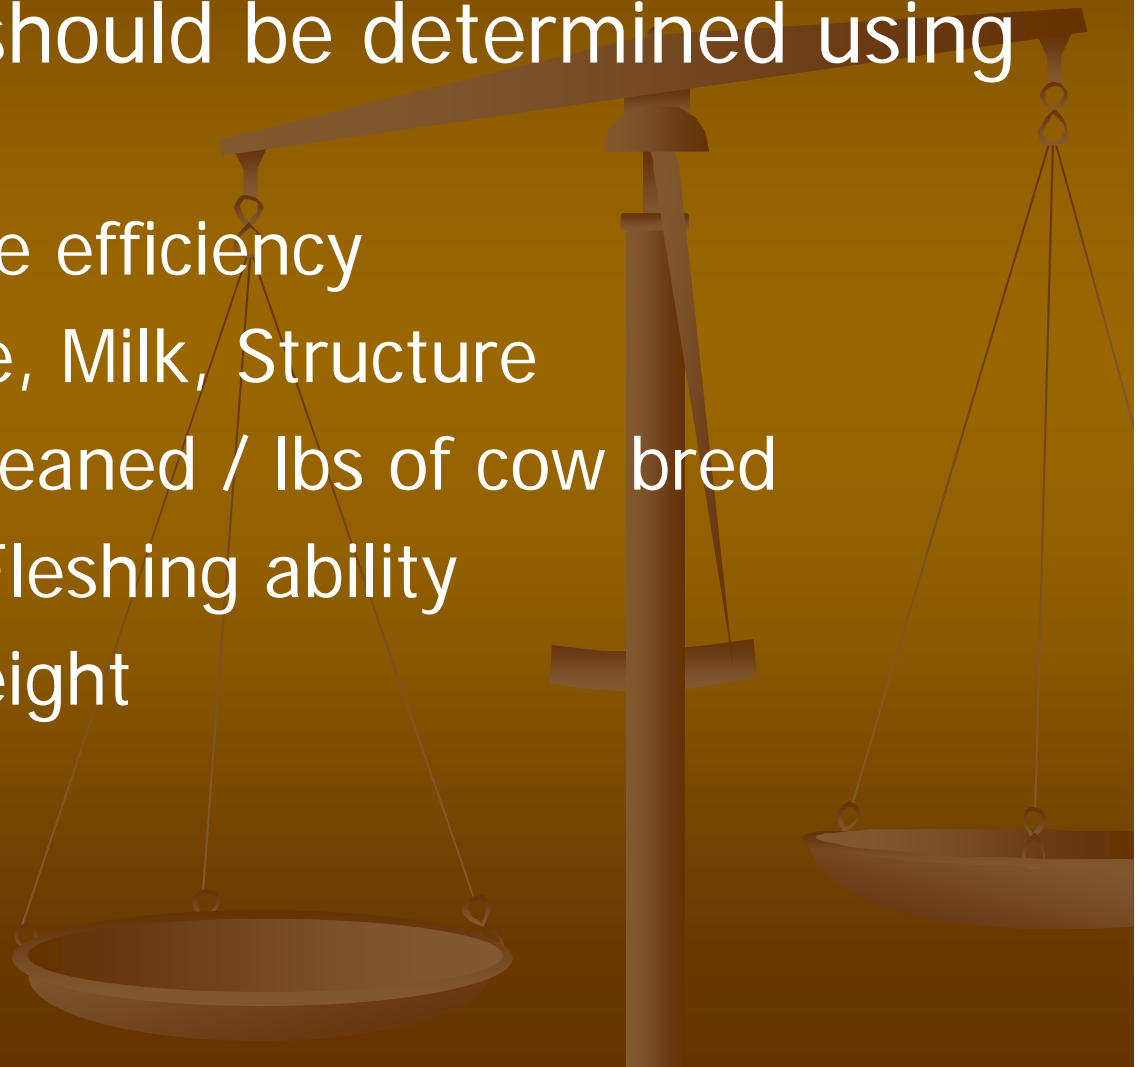 should be determined using
e efficiency
e, Milk, Structure
eaned / lbs of cow bred
Fleshing ability
eight